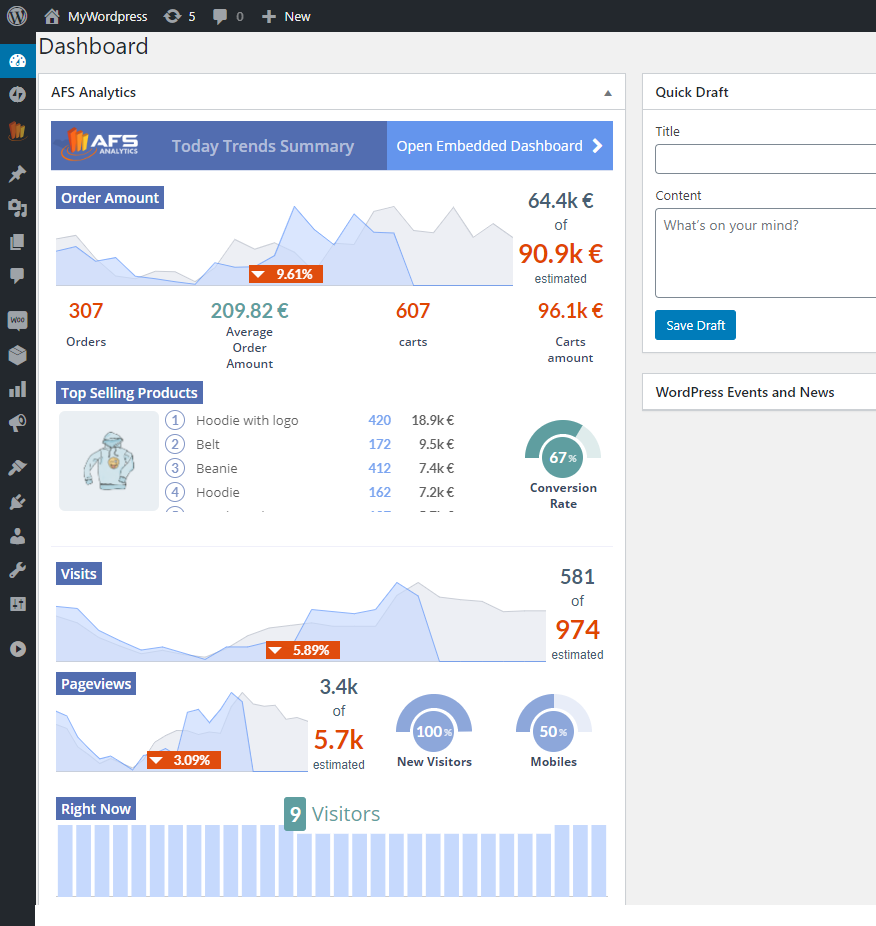 MyWordpress 5 0 New
Dashboard
AFS Analytics
AFS
ANALYTICS
Today Trends Summary
Open Embedded Dashboard
Order Amount
64.4k €
of
90.9k €
estimated
9.61%
307
Orders
209.82 €
Average
Order
Amount
607
carts
96.1k €
Carts
amount
Top Selling Products
1 Hoodie with logo 420 18.9k €
2 Belt 172 9.5k €
3 Beanie 412 7.4k €
4 Hoodie 162 7.2k €
67%
Conversion
Rate
Visits
581
of
974
estimated
5.89%
Pageviews
3.4k
of
5.7k
estimated
3.09%
100%
New Visitors
50%
Mobiles
Right Now
9 Visitors
Quick Draft
Title
Content
What's on your mind?
Save Draft
WordPress Events and News
WOO